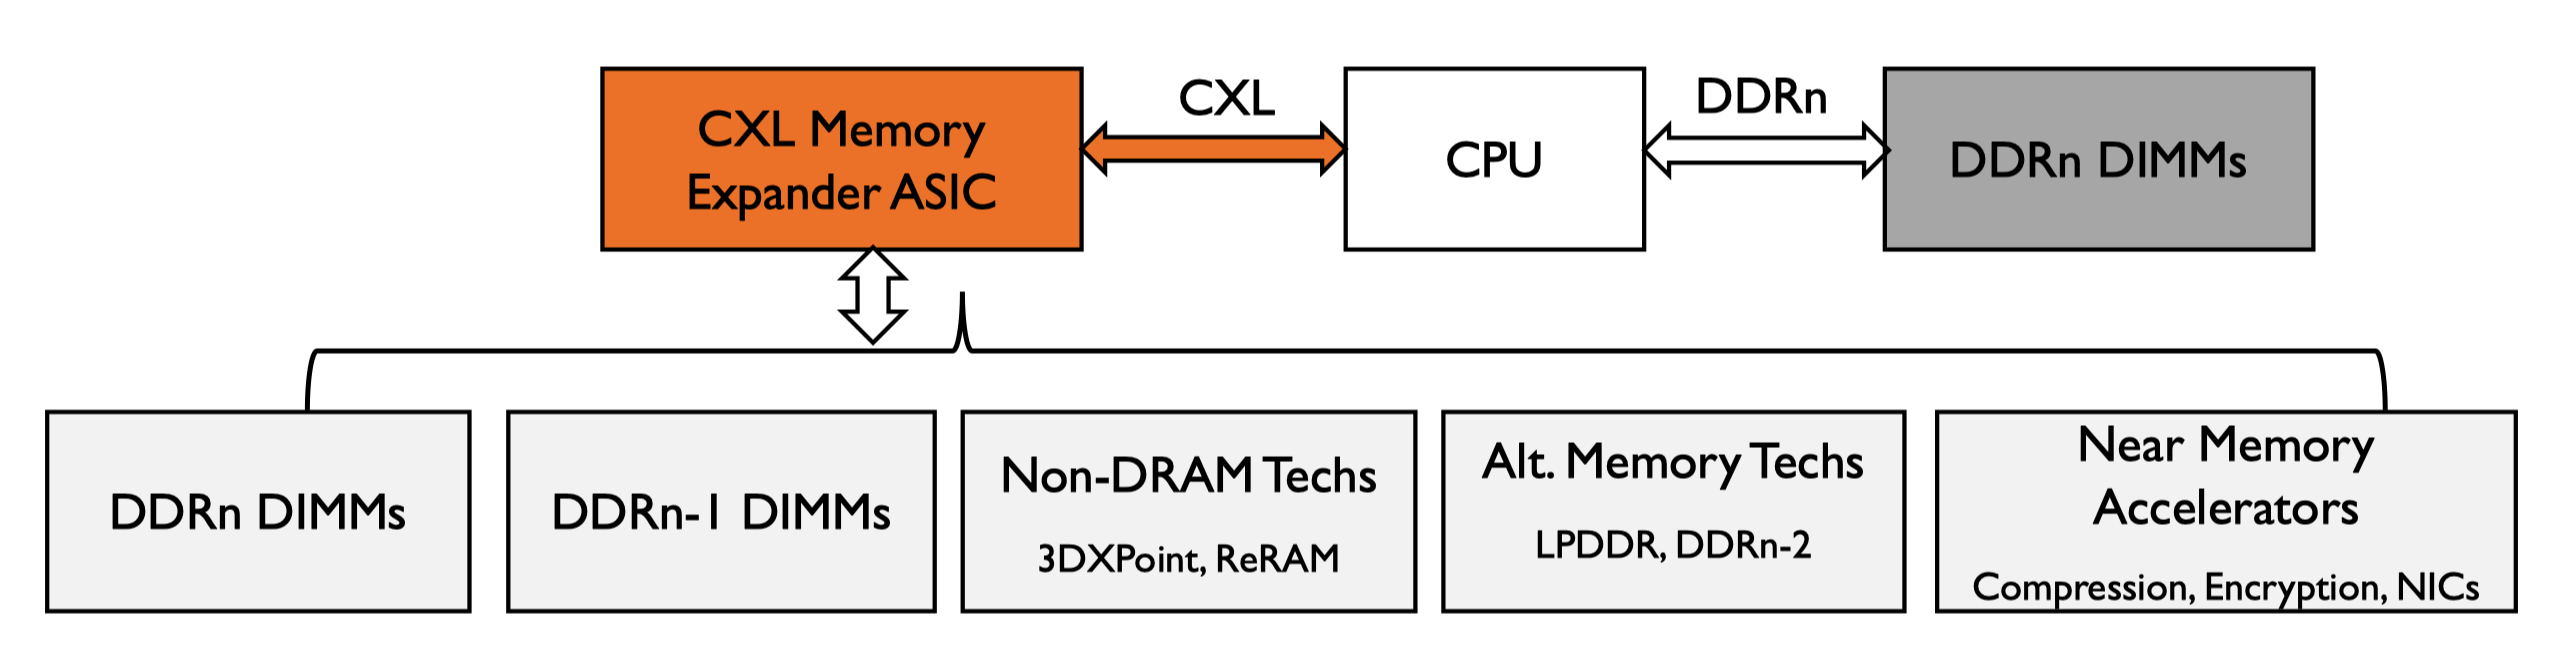 CXL Memory
Expander ASIC
CXL
CPU
DDRn
DDRn DIMMs
DDRn DIMMs
DDRn-1 DIMMs
Non-DRAM Techs
3DXPoint, ReRAM
Alt. Memory Techs
LPDDR, DDRn-2
Near Memory
Accelerators
Compression, Encryption, NICs